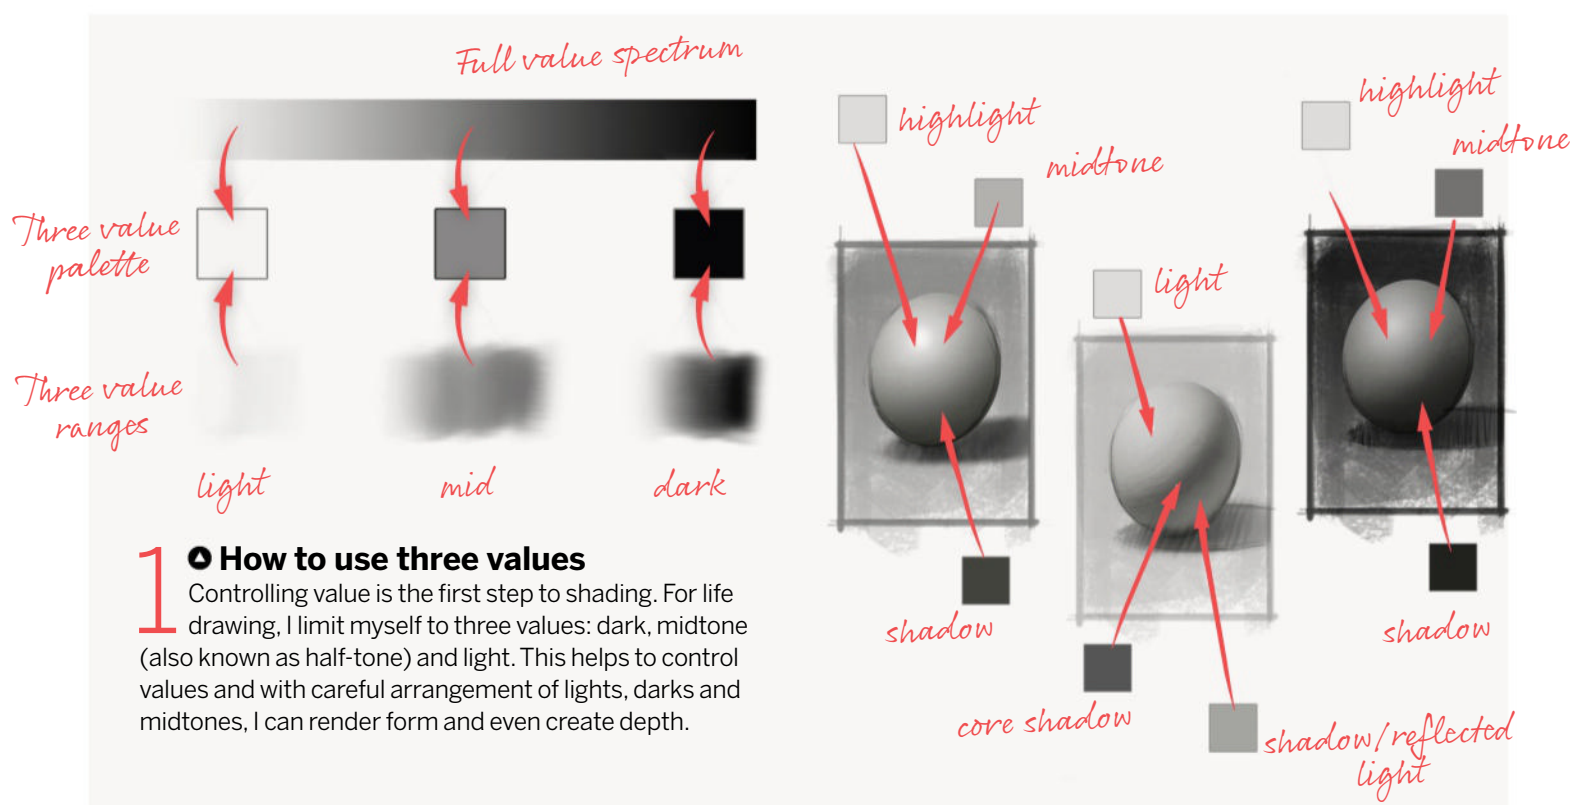 Full value spectrum
Three value
palette
Three value
ranges
light
mid
dark
1 How to use three values
Controlling value is the first step to shading. For life
drawing, I limit myself to three values: dark, midtone
(also known as half-tone) and light. This helps to control
values and with careful arrangement of lights, darks and
midtones, I can render form and even create depth.
highlight
midtone
shadow
light
core shadow
shadow/reflected
light
highlight
midtone
shadow